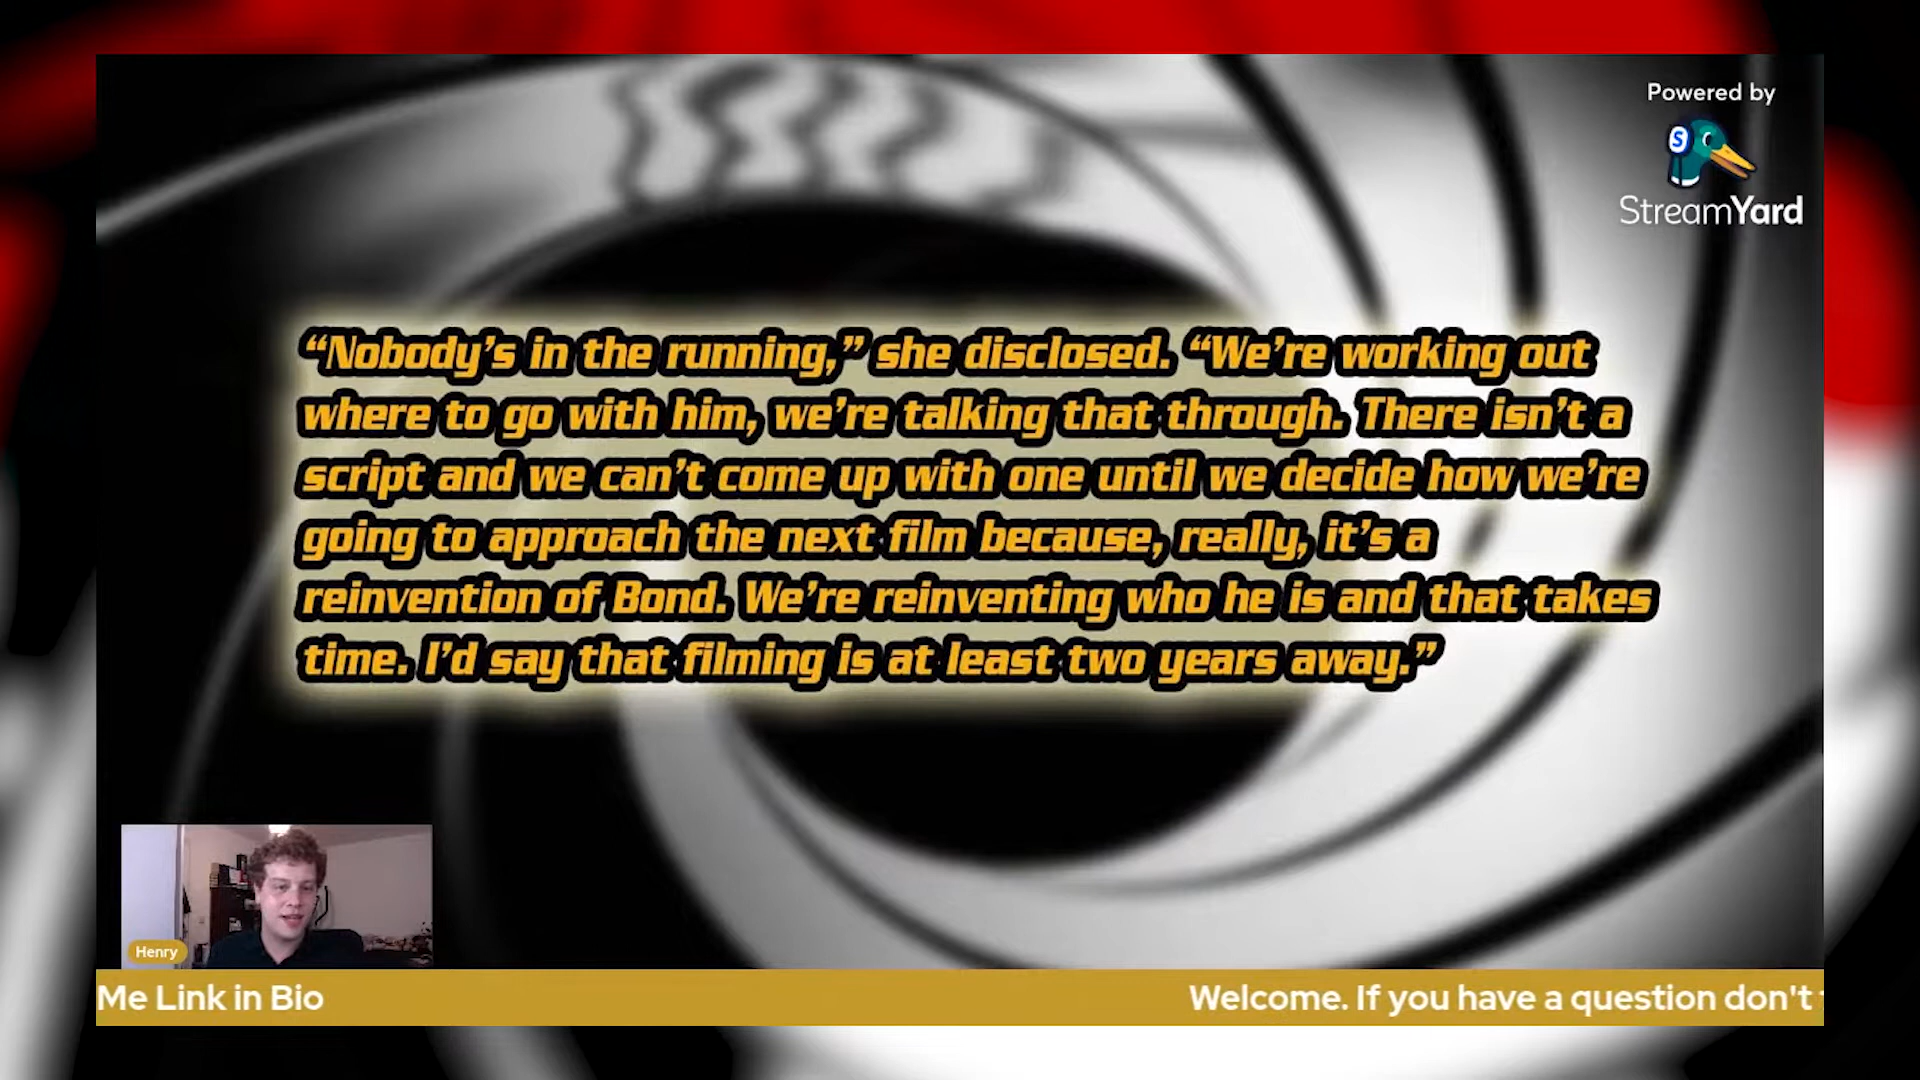 Powered by
StreamYard
“Nobody’s in the running,” she disclosed. “We’re working out
where to go with him, we’re talking that through. There isn’t a
script and we can’t come up with one until we decide how we’re
going to approach the next film because, really, it’s a
reinvention of Bond. We’re reinventing who he is and that takes
time. I’d say that filming is at least two years away.”
Henry
Me Link in Bio
Welcome. If you have a question don't